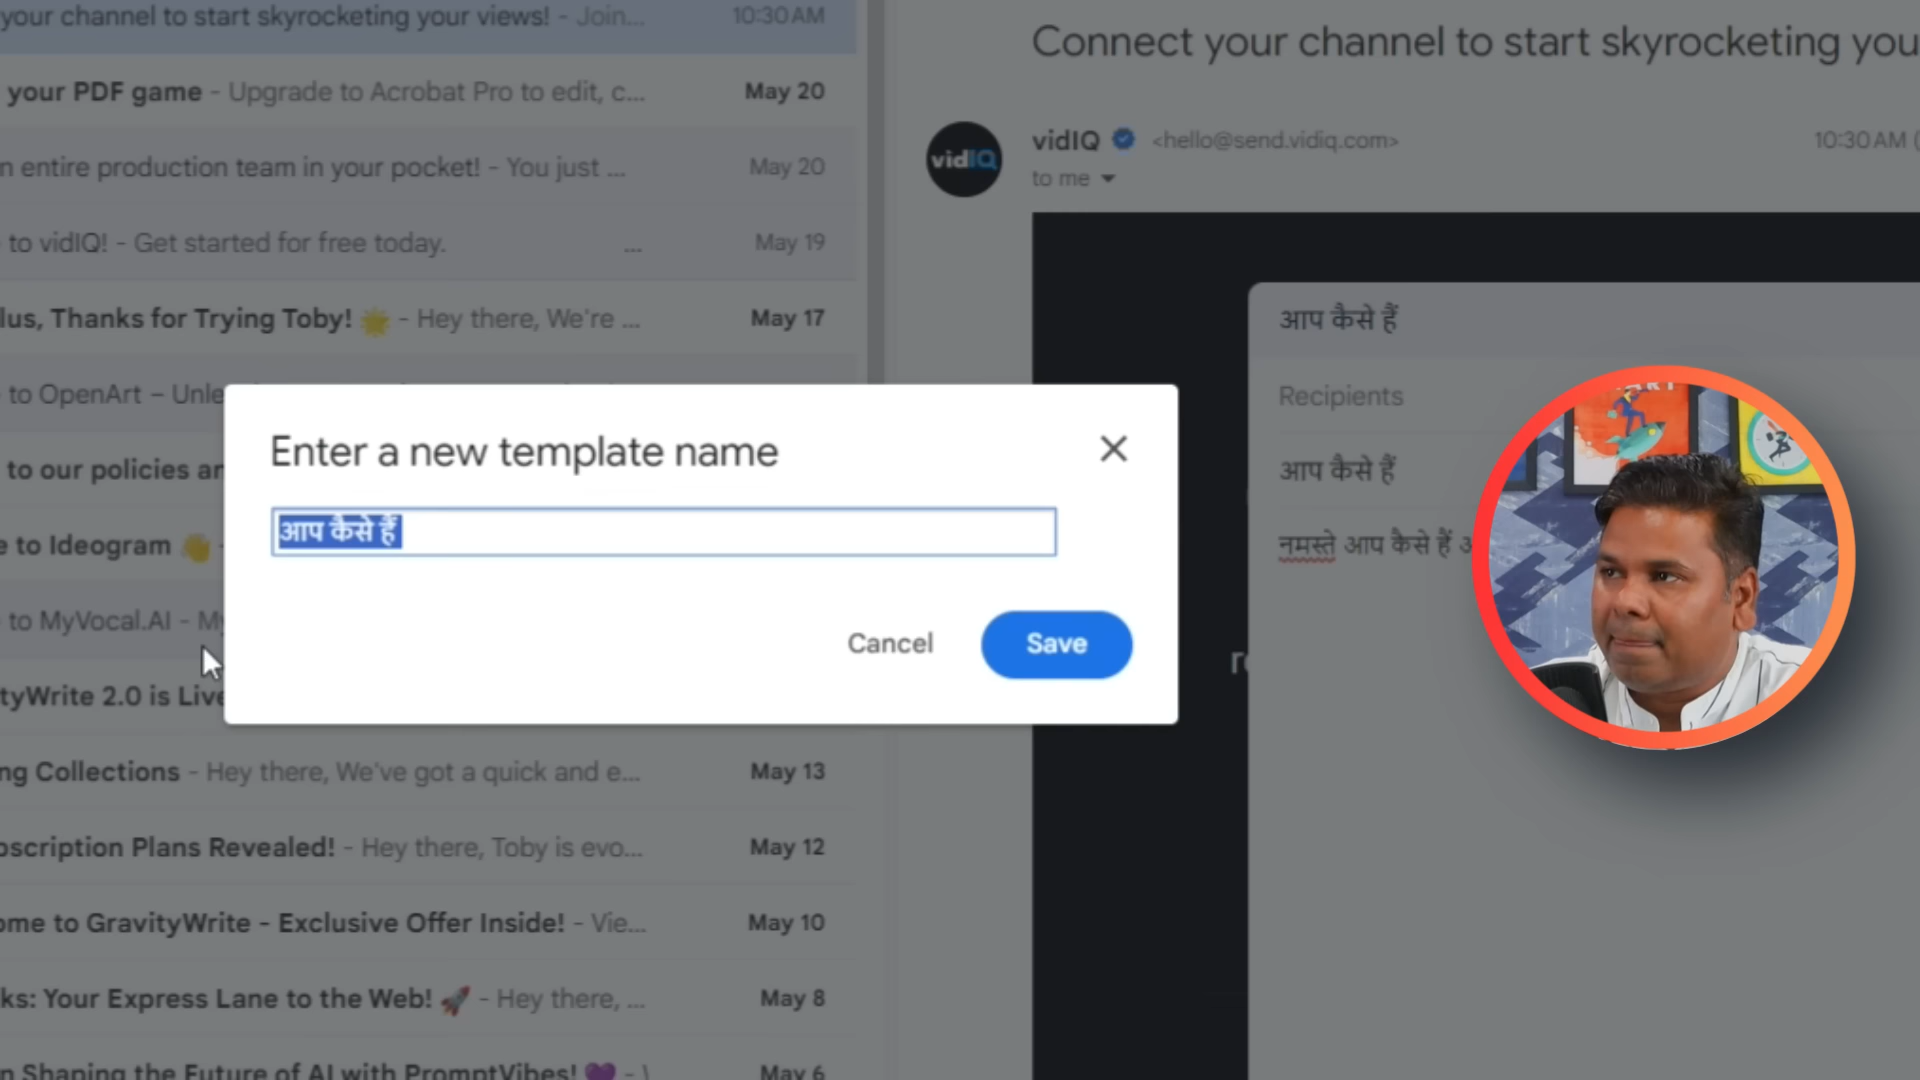 your channel to start skyrocketing your views! - Join... 10:30 AM
your PDF game - Upgrade to Acrobat Pro to edit, c... May 20
n entire production team in your pocket! - You just ... May 20
to vidIQ! - Get started for free today. ... May 19
lus, Thanks for Trying Toby! 🌟 - Hey there, We're ... May 17
to OpenArt – Unle
to our policies an
e to Ideogram 👋 -
to MyVocal.AI - My
tyWrite 2.0 is Live
ng Collections - Hey there, We've got a quick and e... May 13
oscription Plans Revealed! - Hey there, Toby is evo... May 12
ome to GravityWrite - Exclusive Offer Inside! - Vie... May 10
ks: Your Express Lane to the Web! 🚀 - Hey there, ... May 8
n Shaping the Future of AI with PromptVibes! 💜 - May 6
Enter a new template name
आप कैसे हैं
Cancel Save
Connect your channel to start skyrocketing you
vidIQ
vidIQ <hello@send.vidiq.com> 10:30 AM (
to me
आप कैसे हैं
Recipients
आप कैसे हैं
नमस्ते आप कैसे हैं